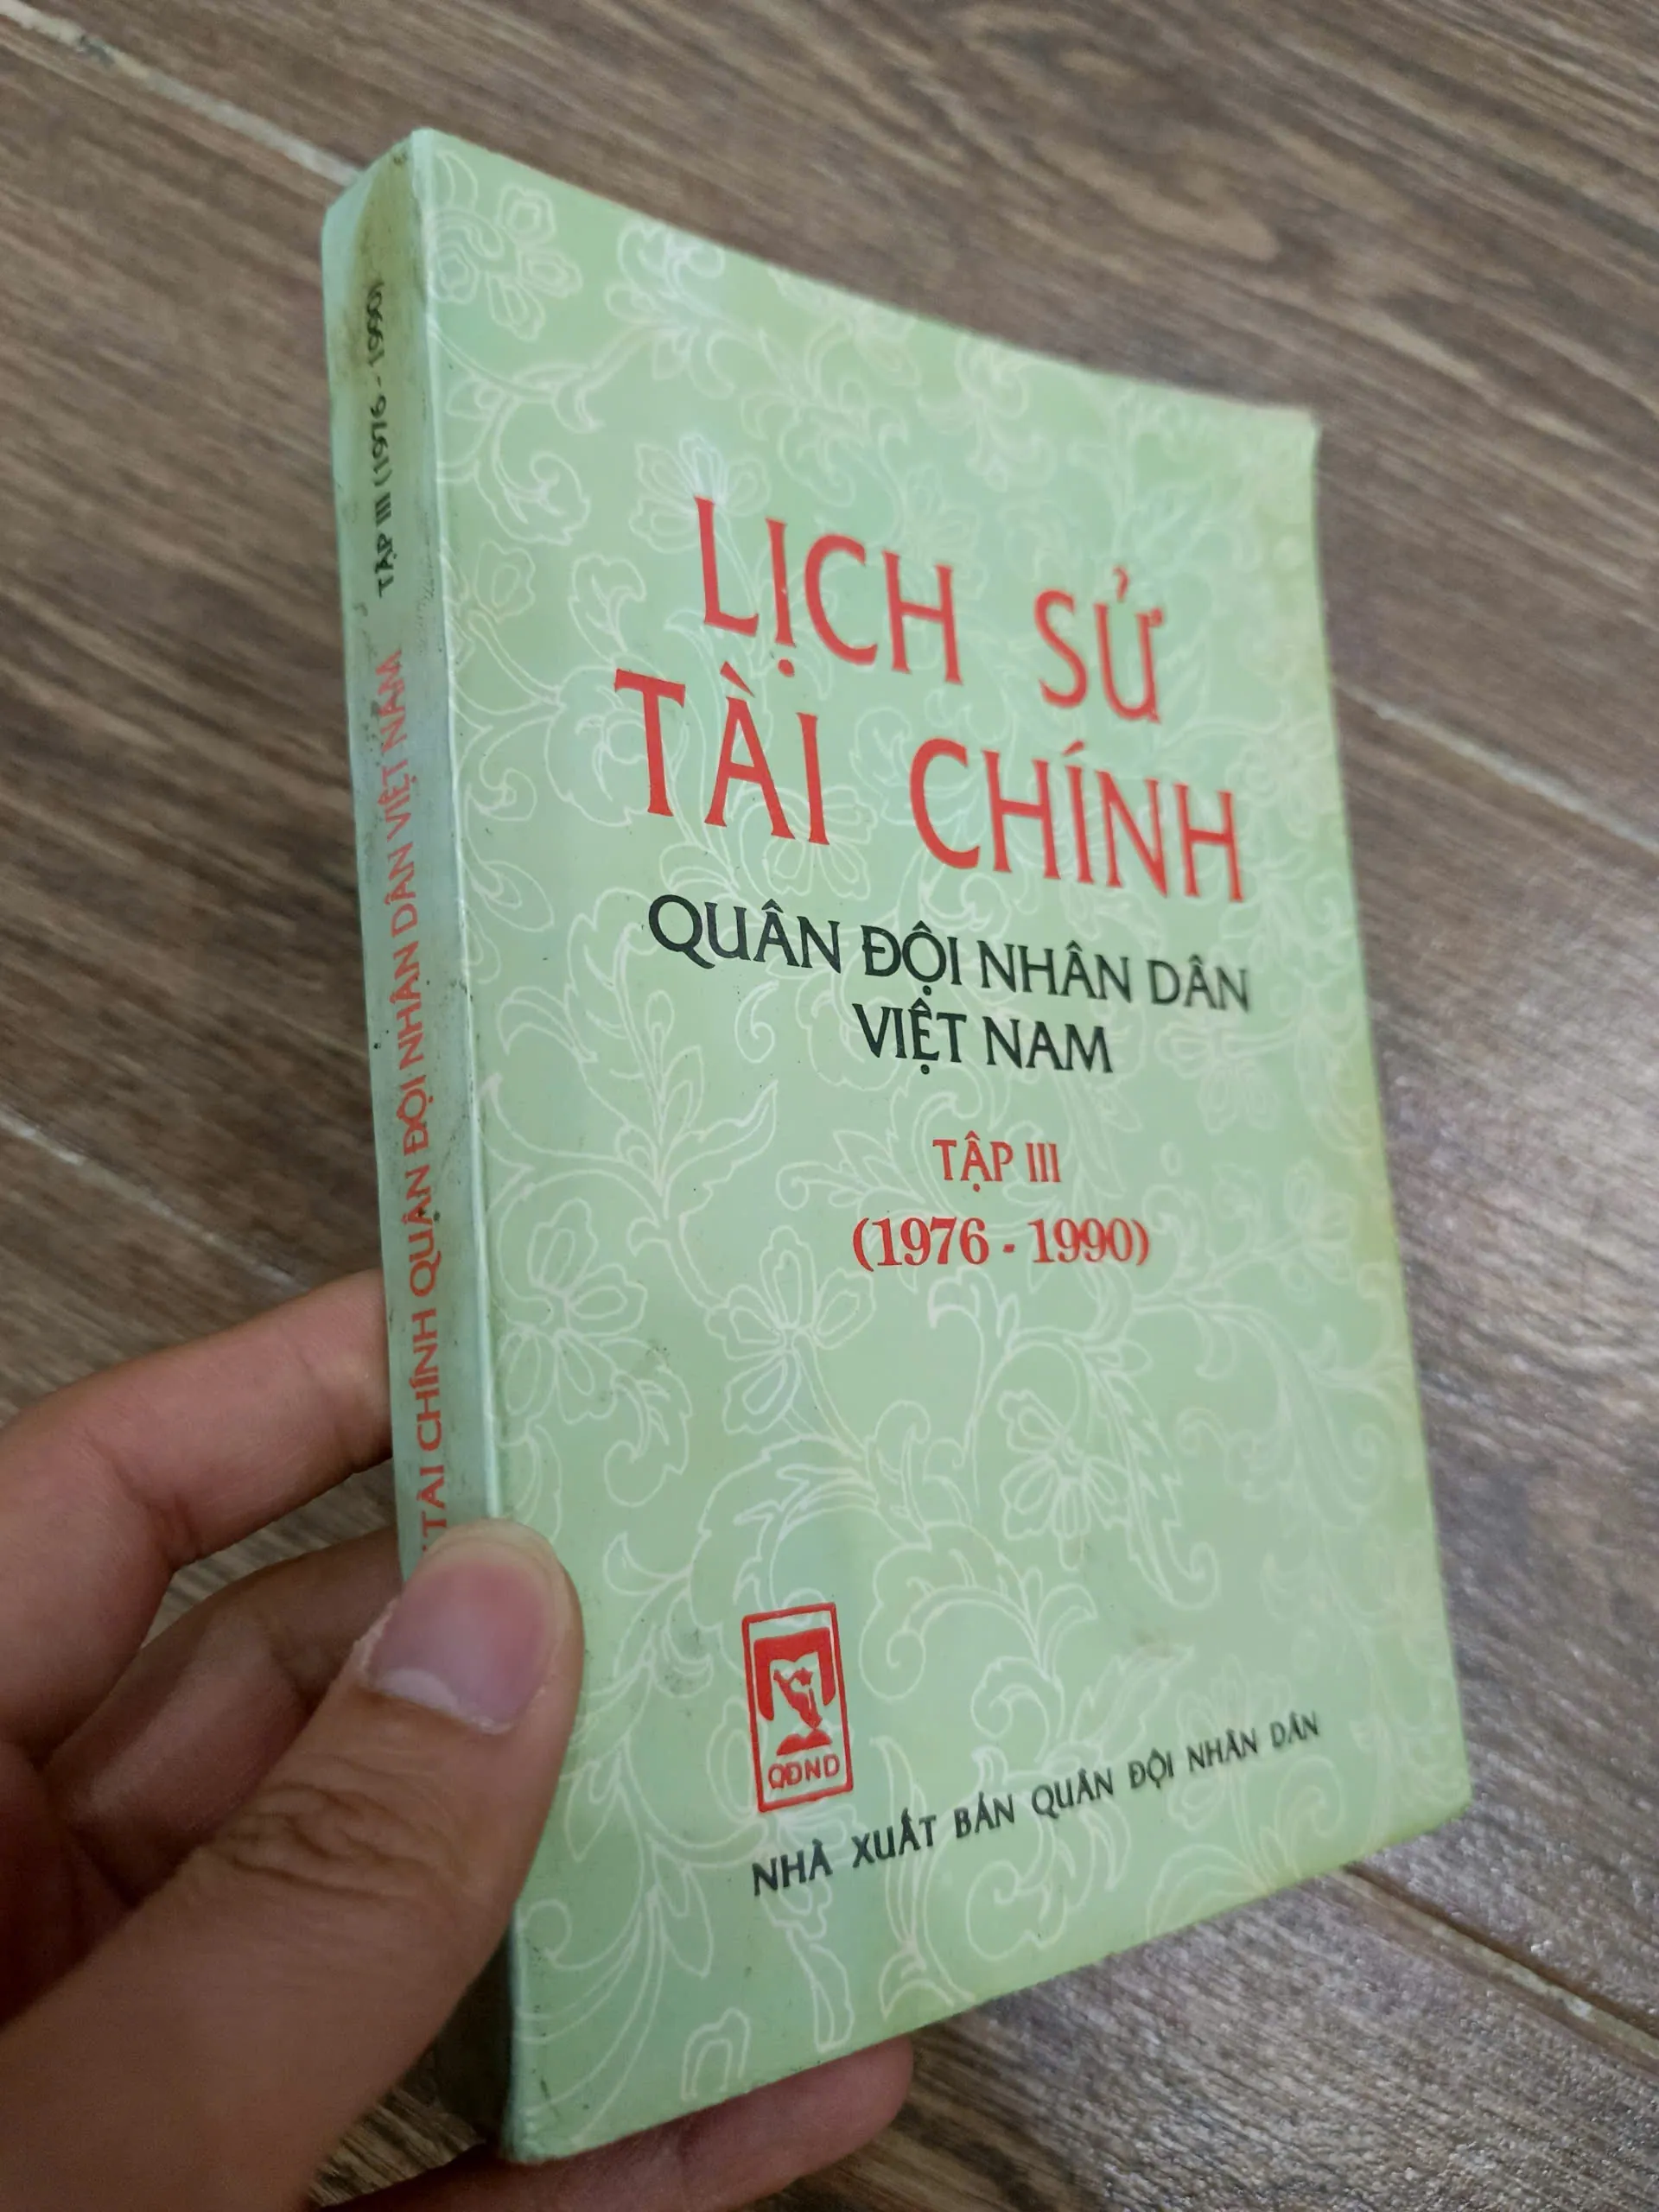 LỊCH SỬ
TÀI CHÍNH
QUÂN ĐỘI NHÂN DÂN
VIỆT NAM
TẬP III
(1976 - 1990)
QĐND
NHÀ XUẤT BẢN QUÂN ĐỘI NHÂN DÂN
TÀI CHÍNH QUÂN ĐỘI NHÂN DÂN VIỆT NAM TẬP III (1976 - 1990)